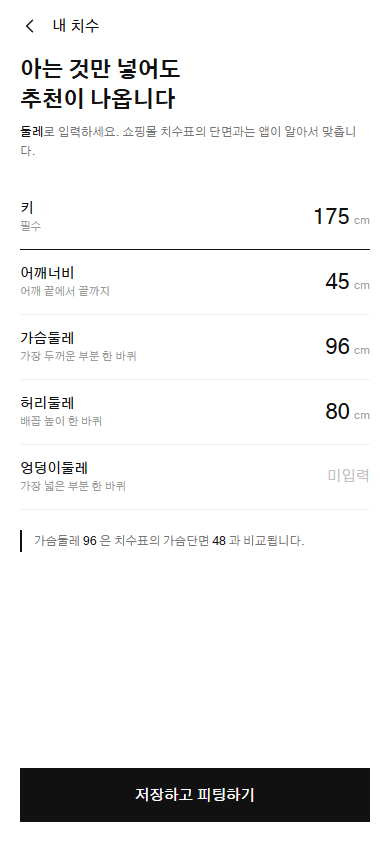 내 치수
아는 것만 넣어도
추천이 나옵니다
둘레로 입력하세요. 쇼핑몰 치수표의 단면과는 앱이 알아서 맞춥니
다.
키
175 cm
필수
어깨너비
45 cm
어깨 끝에서 끝까지
가슴둘레
96 cm
가장 두꺼운 부분 한 바퀴
허리둘레
80 cm
배꼽 높이 한 바퀴
엉덩이둘레
미입력
가장 넓은 부분 한 바퀴
가슴둘레 96 은 치수표의 가슴단면 48 과 비교됩니다.
저장하고 피팅하기